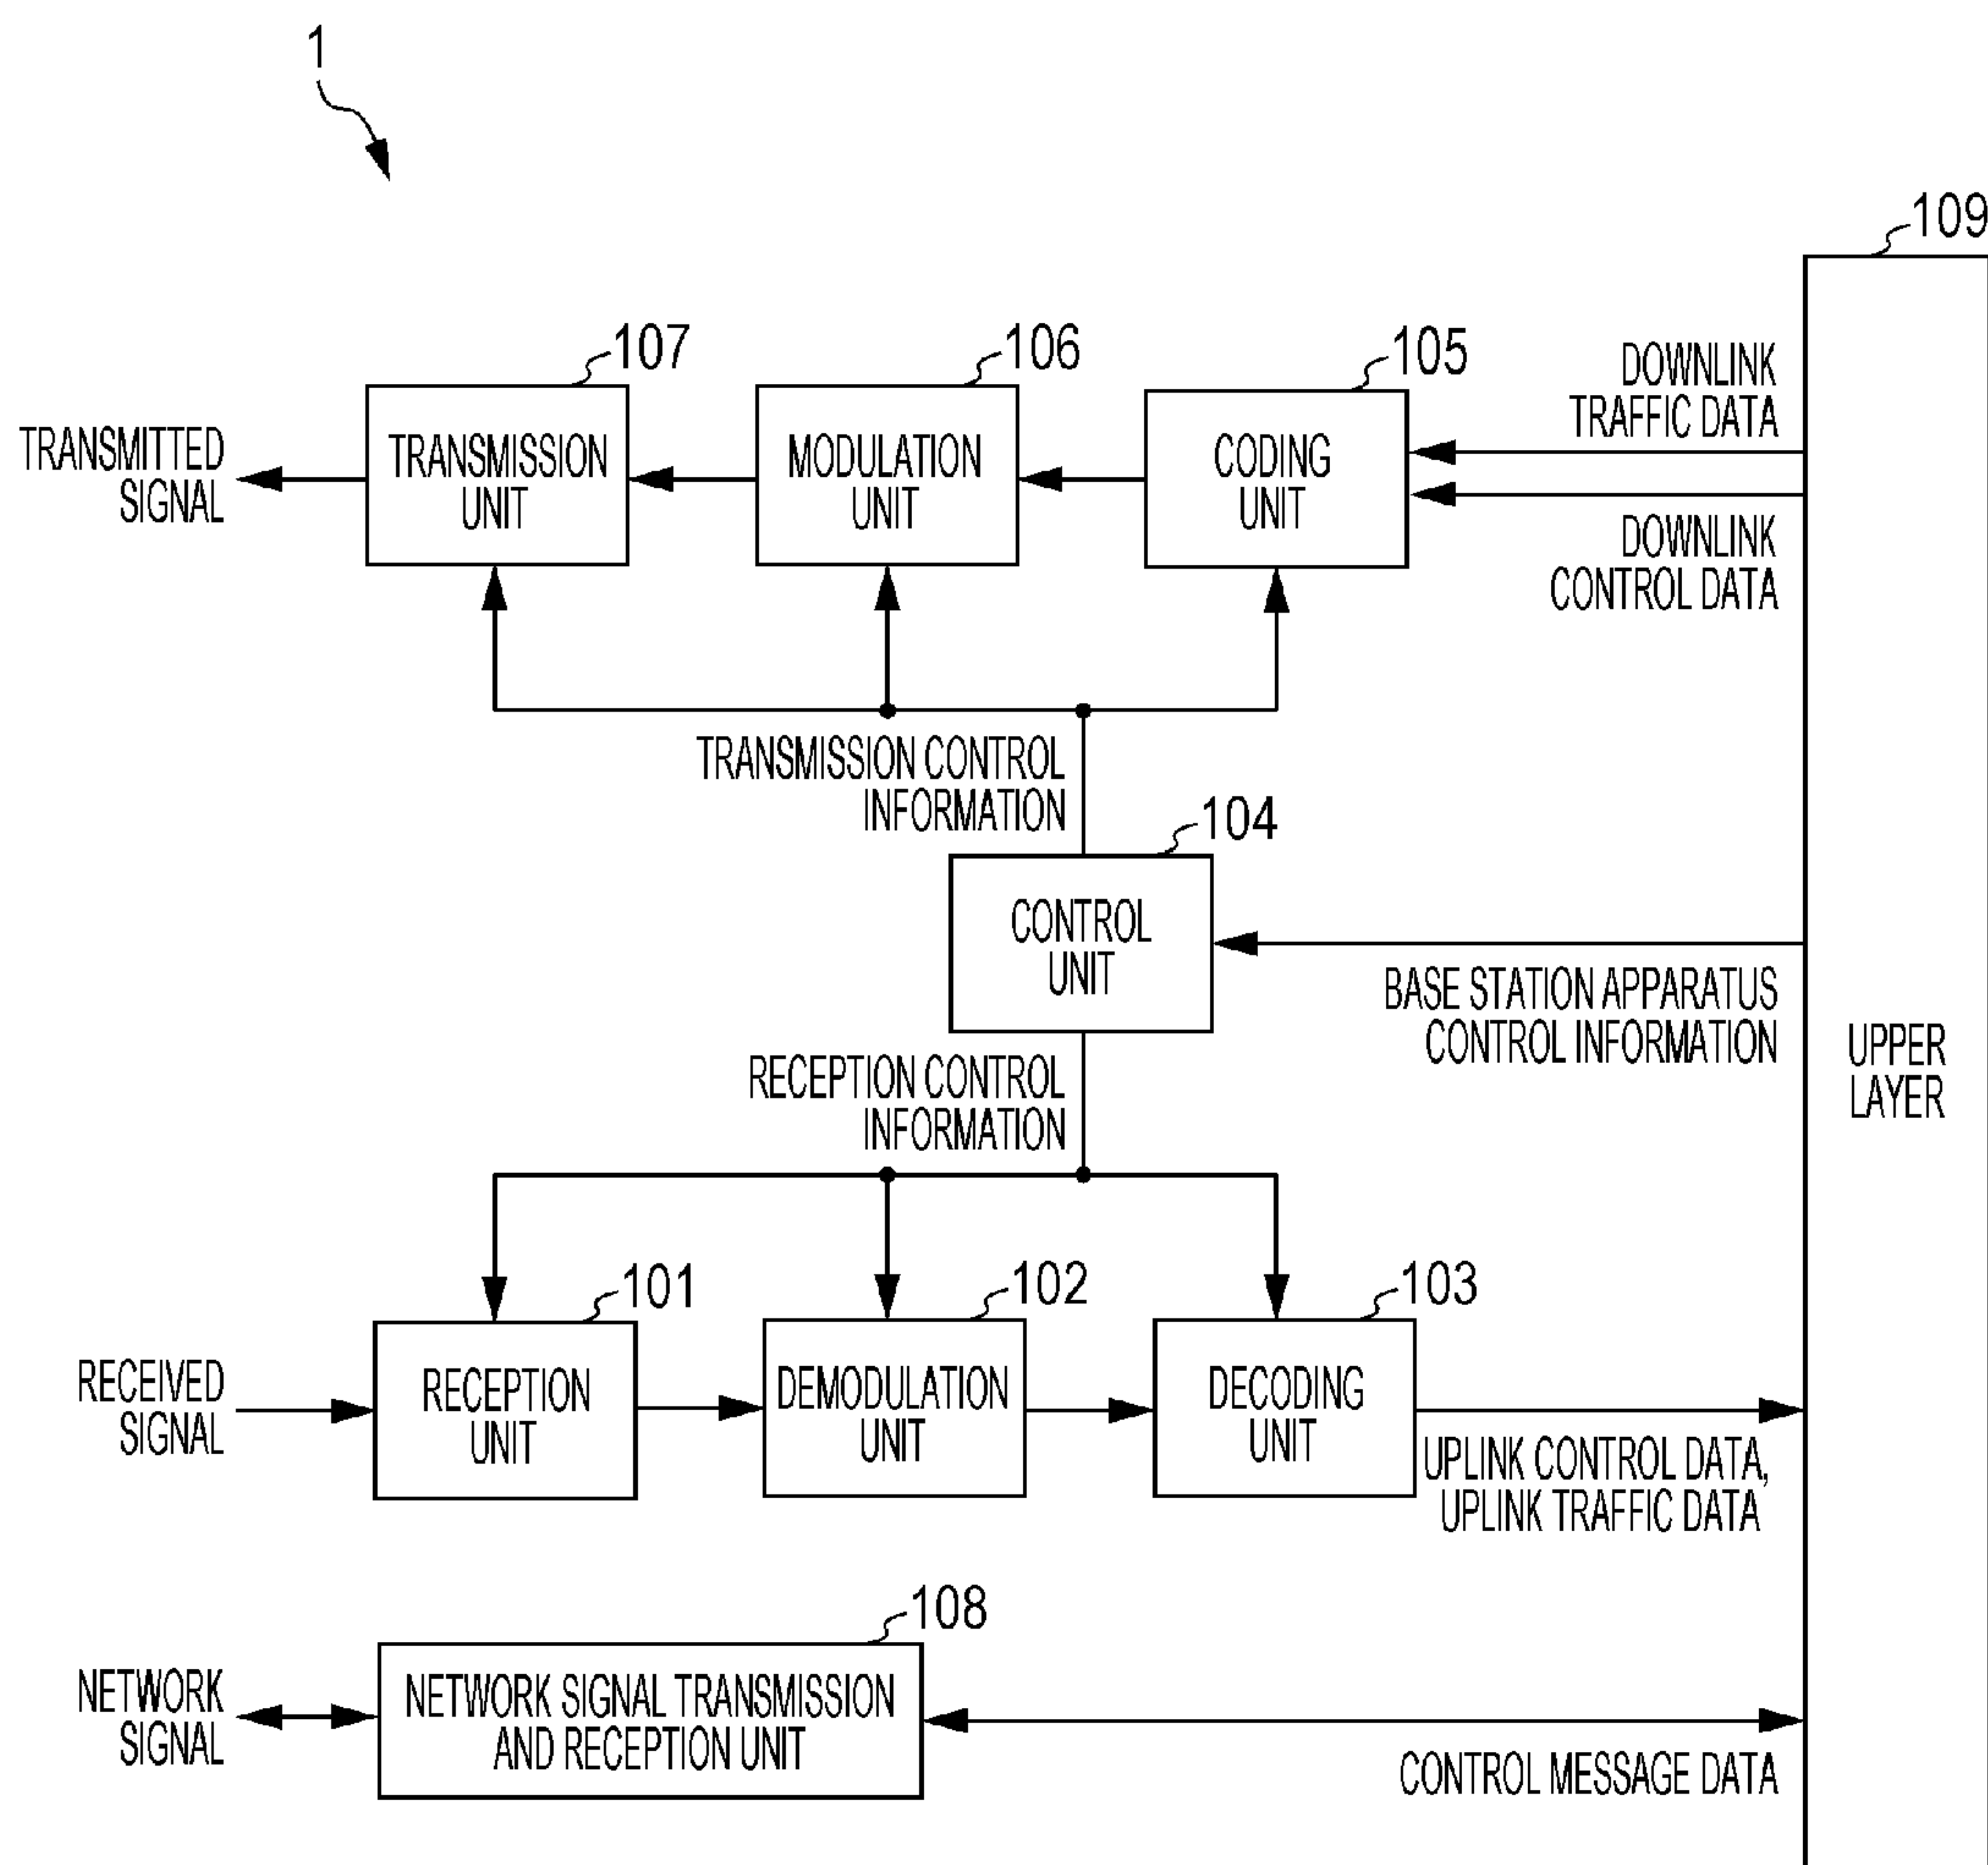 1
109
107
106
105
DOWNLINK
TRAFFIC DATA
TRANSMITTED
SIGNAL
TRANSMISSION
UNIT
MODULATION
UNIT
CODING
UNIT
DOWNLINK
CONTROL DATA
TRANSMISSION CONTROL
INFORMATION
104
CONTROL
UNIT
BASE STATION APPARATUS
CONTROL INFORMATION
UPPER
LAYER
RECEPTION CONTROL
INFORMATION
101
102
103
RECEIVED
SIGNAL
RECEPTION
UNIT
DEMODULATION
UNIT
DECODING
UNIT
UPLINK CONTROL DATA,
UPLINK TRAFFIC DATA
108
NETWORK
SIGNAL
NETWORK SIGNAL TRANSMISSION
AND RECEPTION UNIT
CONTROL MESSAGE DATA